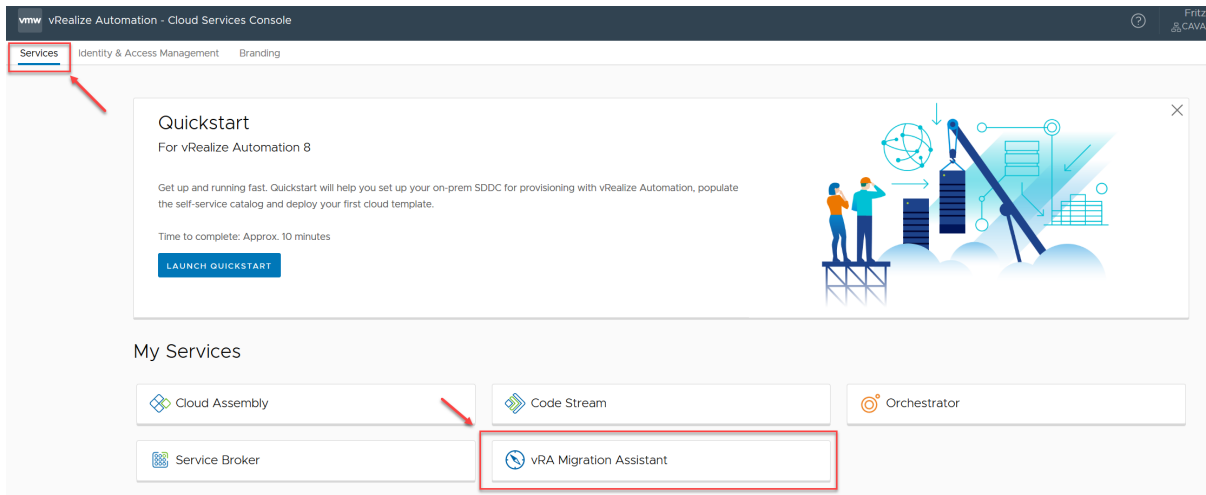 vmw vRealize Automation - Cloud Services Console
Fritz
CAVA
Services Identity & Access Management Branding
Quickstart
For vRealize Automation 8
Get up and running fast. Quickstart will help you set up your on-prem SDDC for provisioning with vRealize Automation, populate
the self-service catalog and deploy your first cloud template.
Time to complete: Approx. 10 minutes
LAUNCH QUICKSTART
My Services
Cloud Assembly
Code Stream
Orchestrator
Service Broker
vRA Migration Assistant